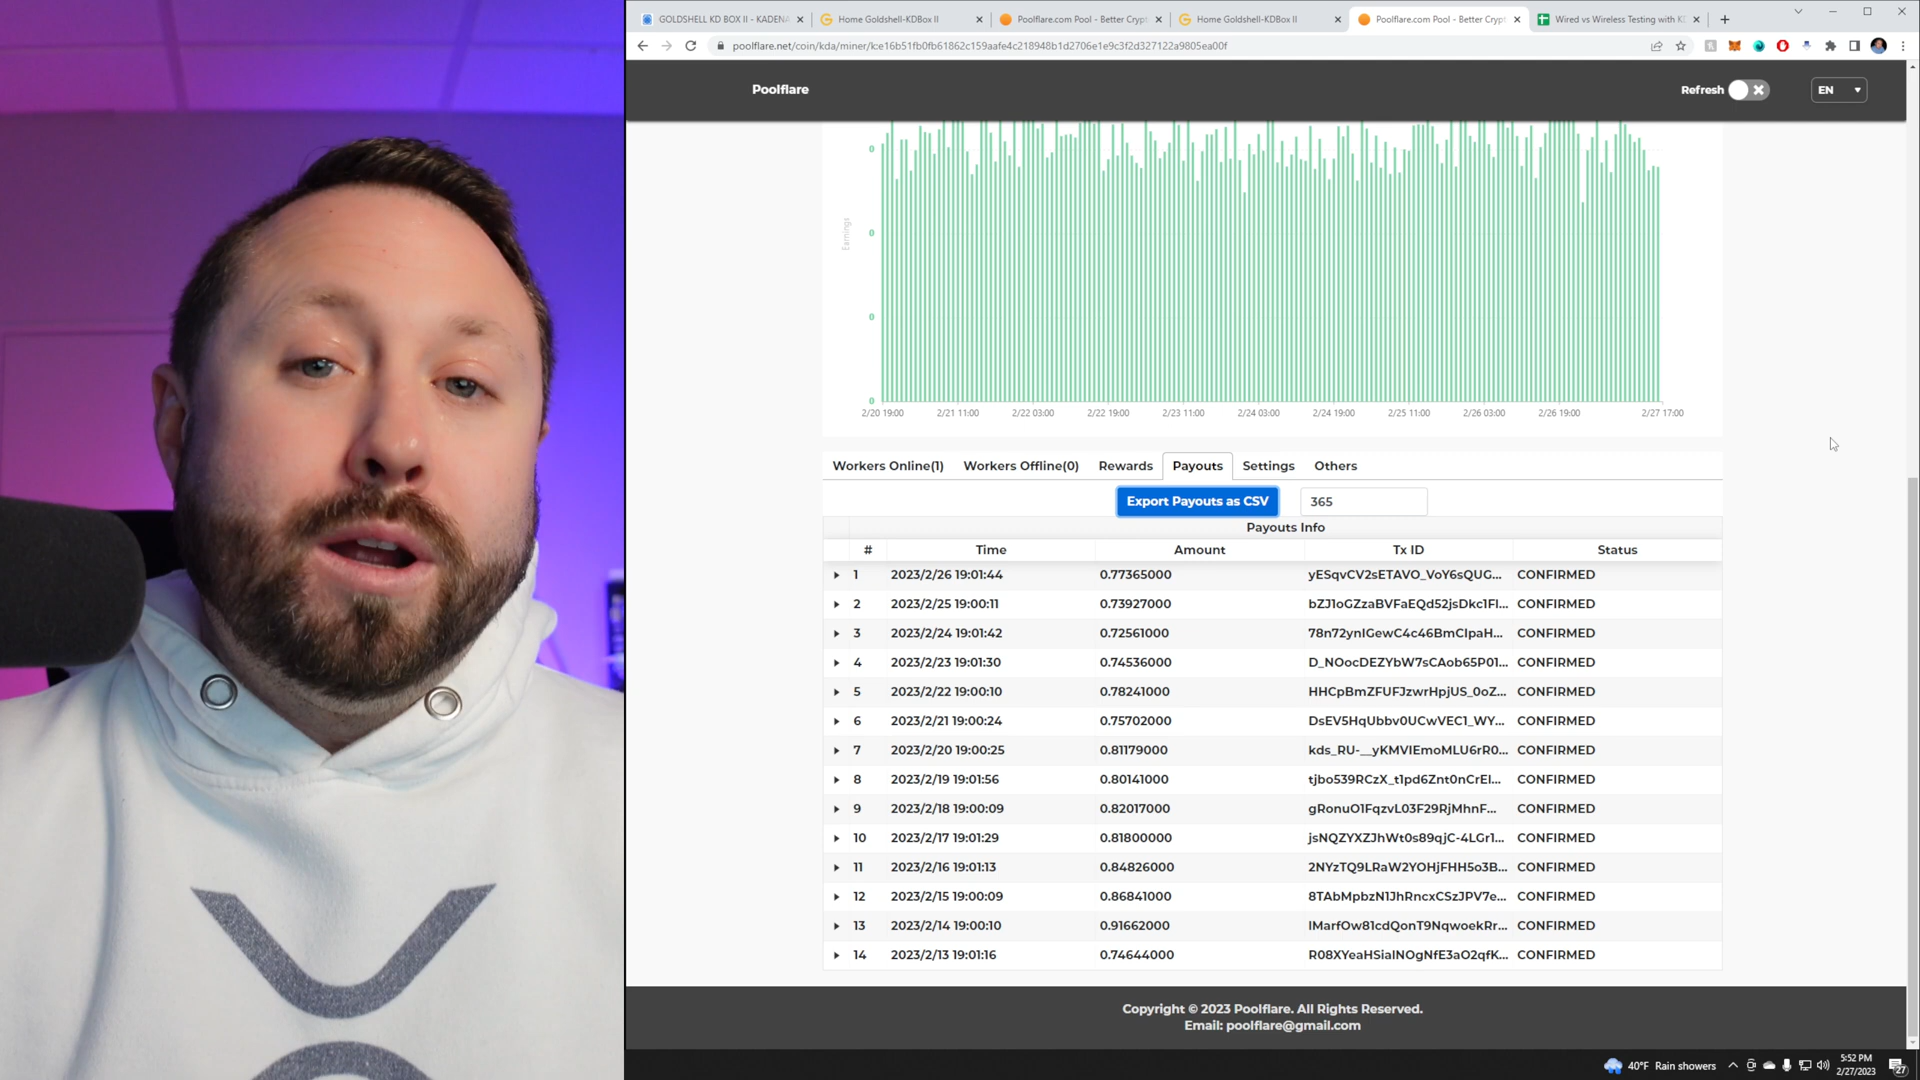 GOLDSHELL KD BOX II - KADENA
Home Goldshell-KDBox II
Poolflare.com Pool - Better Crypt
Home Goldshell-KDBox II
Poolflare.com Pool - Better Crypt
Wired vs Wireless Testing with KD
poolflare.net/coin/kda/miner/kce16b51fb0fb61862c159aafe4c218948b1d2706e1e9c3f2d327122a9805ea00f
Poolflare
Refresh
EN
0
0
0
0
Earnings
2/20 19:00 2/21 11:00 2/22 03:00 2/22 19:00 2/23 11:00 2/24 03:00 2/24 19:00 2/25 11:00 2/26 03:00 2/26 19:00 2/27 17:00
Workers Online(1) Workers Offline(0) Rewards Payouts Settings Others
Export Payouts as CSV 365
Payouts Info
# Time Amount Tx ID Status
1 2023/2/26 19:01:44 0.77365000 yESqvCV2sETAVO_VoY6sQUG... CONFIRMED
2 2023/2/25 19:00:11 0.73927000 bZJ1oGZzaBVFaEQd52jsDkc1FI... CONFIRMED
3 2023/2/24 19:01:42 0.72561000 78n72ynIGewC4c46BmClpaH... CONFIRMED
4 2023/2/23 19:01:30 0.74536000 D_NOocDEZYbW7sCAob65P01... CONFIRMED
5 2023/2/22 19:00:10 0.78241000 HHCpBmZFUFJzwrHpjUS_0oZ... CONFIRMED
6 2023/2/21 19:00:24 0.75702000 DsEV5HqUbbv0UCwVEC1_WY... CONFIRMED
7 2023/2/20 19:00:25 0.81179000 kds_RU-__yKMVIEmoMLU6rR0... CONFIRMED
8 2023/2/19 19:01:56 0.80141000 tjbo539RCzX_t1pd6Znt0nCrEI... CONFIRMED
9 2023/2/18 19:00:09 0.82017000 gRonuO1FqzvL03F29RjMhnF... CONFIRMED
10 2023/2/17 19:01:29 0.81800000 jsNQZYXZJhWt0s89qjC-4LGr1... CONFIRMED
11 2023/2/16 19:01:13 0.84826000 2NYzTQ9LRaW2YOHjFHH5o3B... CONFIRMED
12 2023/2/15 19:00:09 0.86841000 8TAbMpbzN1JhRncxCSzJPV7e... CONFIRMED
13 2023/2/14 19:00:10 0.91662000 IMarfOw81cdQonT9NqwoekRr... CONFIRMED
14 2023/2/13 19:01:16 0.74644000 R08XYeaHSialNOgNfE3aO2qfK... CONFIRMED
Copyright © 2023 Poolflare. All Rights Reserved.
Email: poolflare@gmail.com
40°F Rain showers
5:52 PM
2/27/2023
27